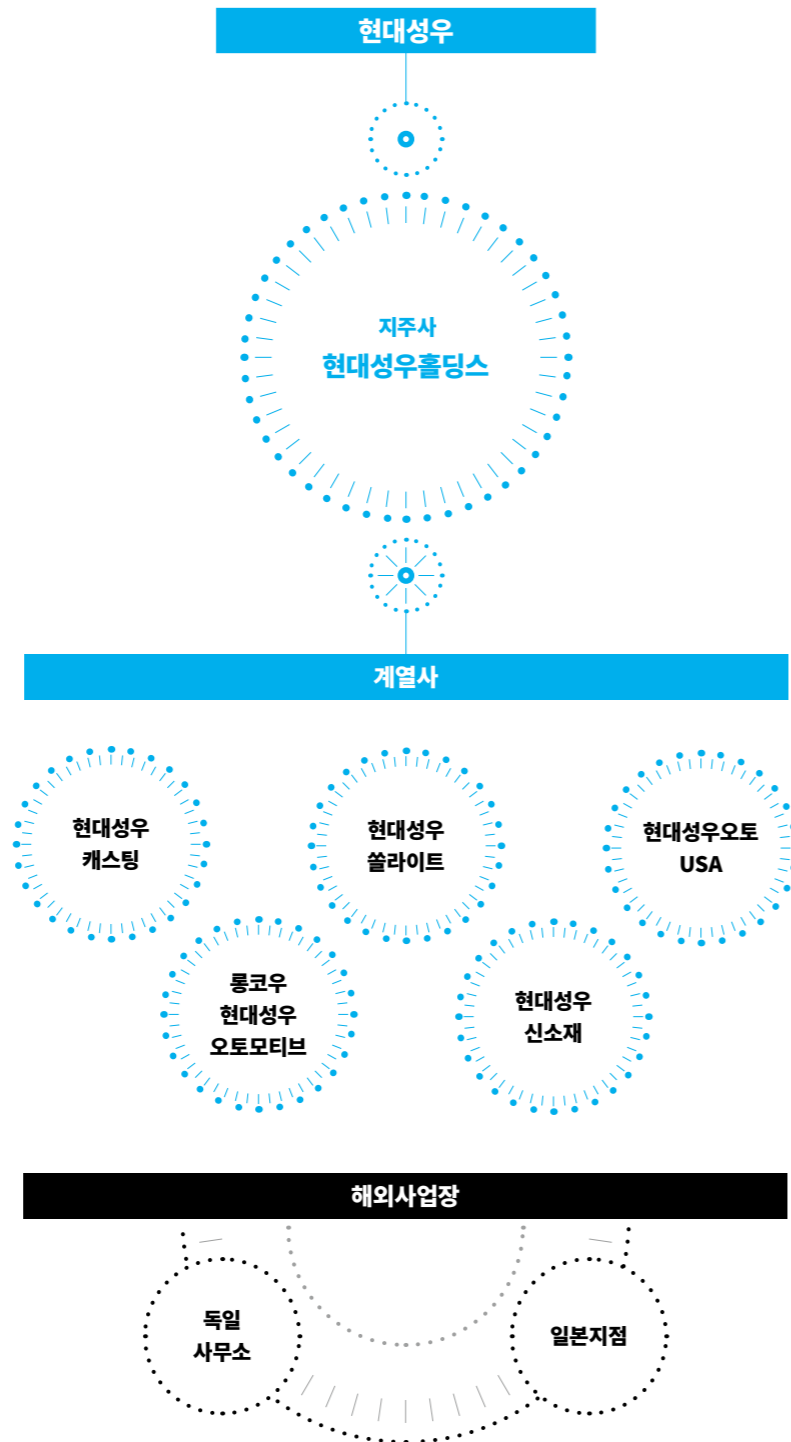 현대성우
지주사
현대성우홀딩스
계열사
현대성우
캐스팅
현대성우
쏠라이트
현대성우오토
USA
롱코우
현대성우
오토모티브
현대성우
신소재
해외사업장
독일
사무소
일본지점